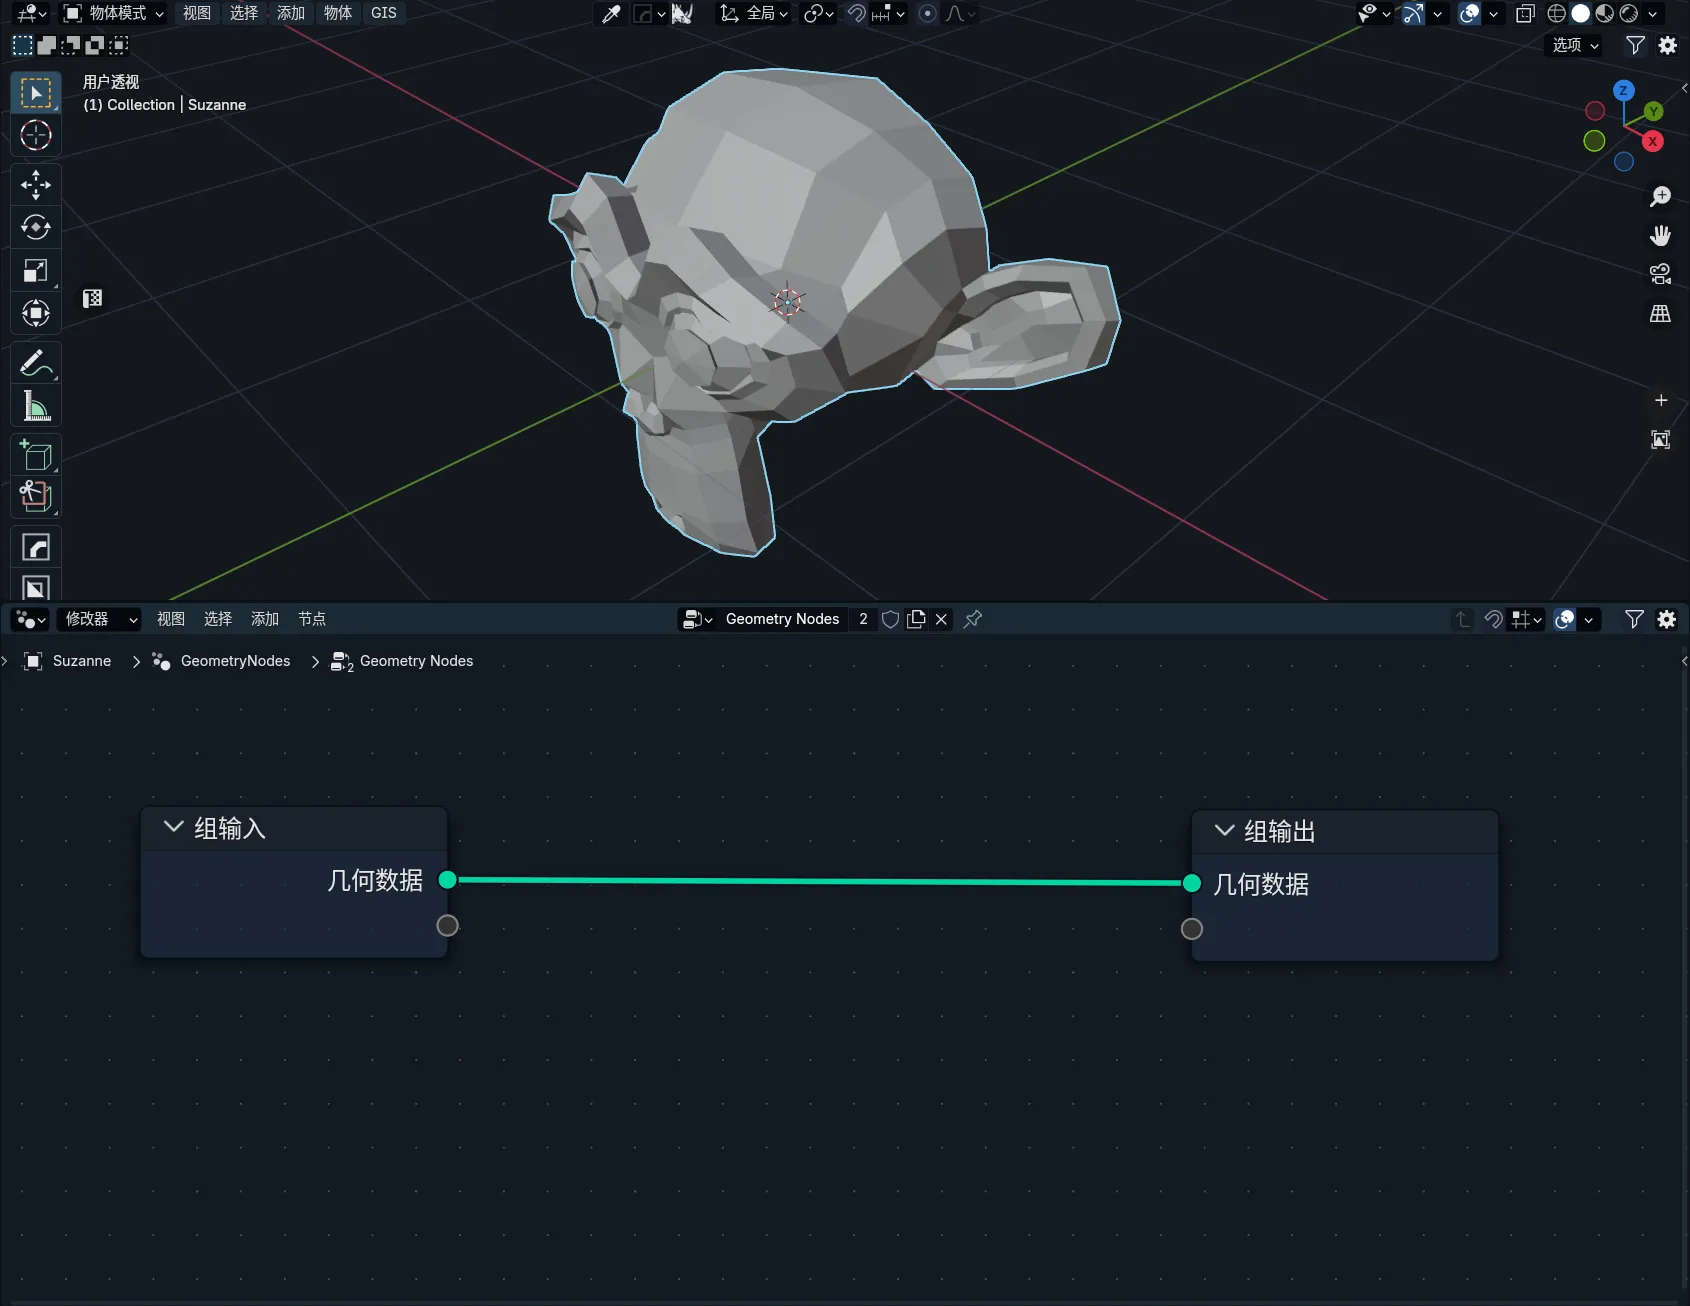 物体模式 视图 选择 添加 物体 GIS 全局
选项
用户透视
(1) Collection | Suzanne
Z
Y
X
修改器 视图 选择 添加 节点 Geometry Nodes 2
Suzanne GeometryNodes 2 Geometry Nodes
组输入
几何数据
组输出
几何数据